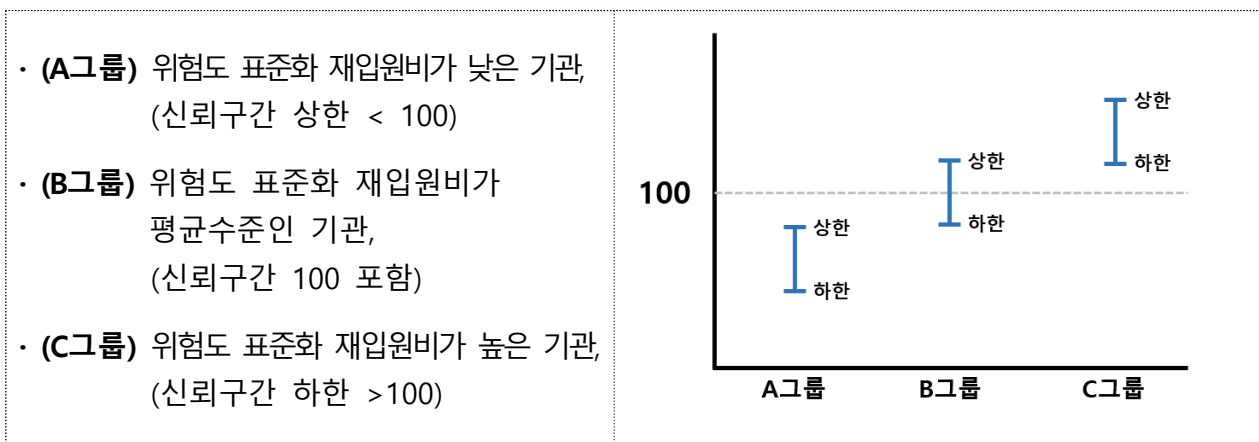 · (A그룹) 위험도 표준화 재입원비가 낮은 기관,
(신뢰구간 상한 < 100)
· (B그룹) 위험도 표준화 재입원비가
평균수준인 기관,
(신뢰구간 100 포함)
· (C그룹) 위험도 표준화 재입원비가 높은 기관,
(신뢰구간 하한 >100)
상한
상한
하한
100
상한
하한
하한
A그룹 B그룹 C그룹